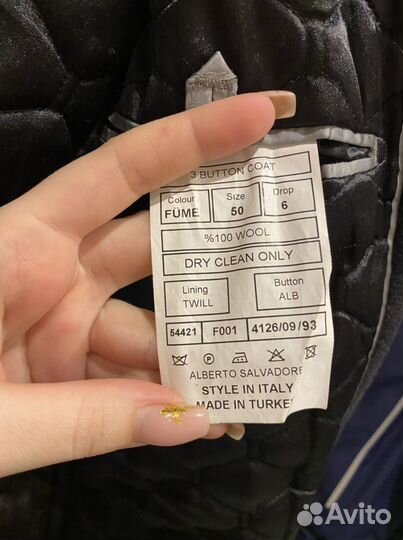 3 BUTTON COAT
Colour Size Drop
FÜME 50 6
%100 WOOL
DRY CLEAN ONLY
Lining Button
TWILL ALB
54421 F001 4126/09/93
ALBERTO SALVADORE
STYLE IN ITALY
MADE IN TURKE
Avito